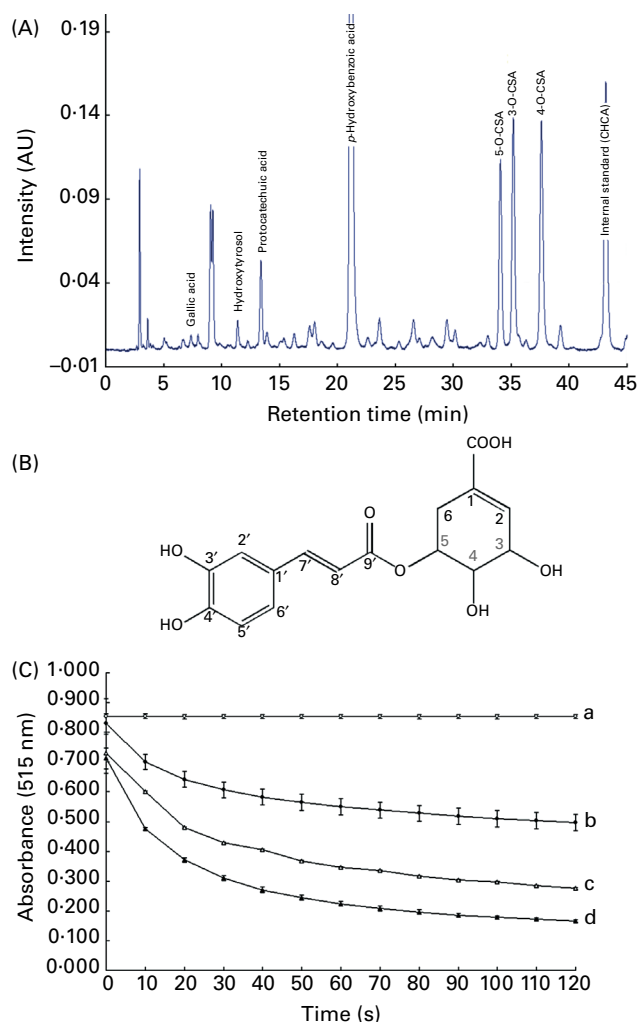 (A)
0·19
0·14
0·09
0·04
–0·01
Intensity (AU)
Gallic acid
Hydroxytyrosol
Protocatechuic acid
p-Hydroxybenzoic acid
5-O-CSA
3-O-CSA
4-O-CSA
Internal standard (CHCA)
0 5 10 15 20 25 30 35 40 45
Retention time (min)
(B)
COOH
1
2
3
4
5
6
O
O
OH
OH
HO
HO
1′
2′
3′
4′
5′
6′
7′
8′
9′
(C)
1·000
0·900
0·800
0·700
0·600
0·500
0·400
0·300
0·200
0·100
0·000
Absorbance (515 nm)
a
b
c
d
0 10 20 30 40 50 60 70 80 90 100 110 120
Time (s)